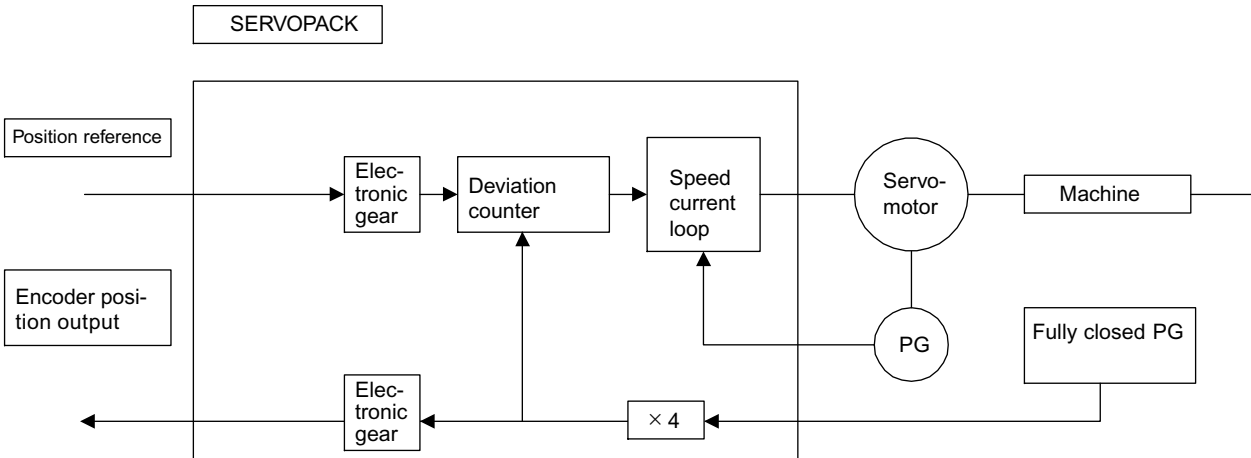 SERVOPACK
Position reference
Elec-
tronic
gear
Deviation
counter
Speed
current
loop
Servo-
motor
Machine
Encoder posi-
tion output
PG
Fully closed PG
Elec-
tronic
gear
× 4